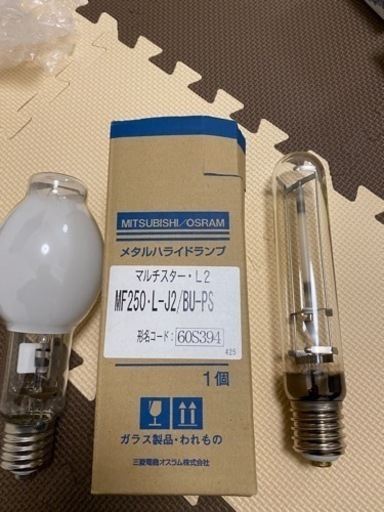 MITSUBISHI/OSRAM
メタルハライドランプ
マルチスター・L2
MF250・L-J2/BU-PS
形名コード：60S394
425
1個
ガラス製品・われもの
三菱電機オスラム株式会社